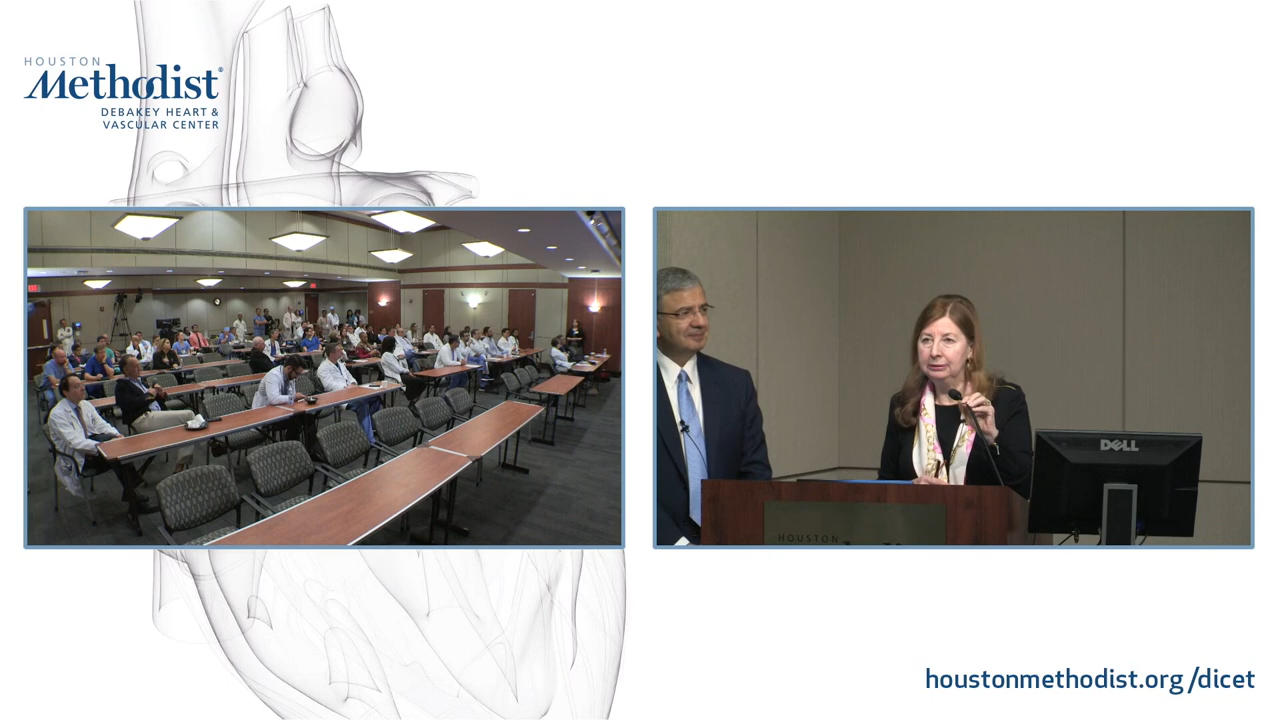 HOUSTON
Methodist®
DEBAKEY HEART &
VASCULAR CENTER
DELL
HOUSTON
houstonmethodist.org/dicet